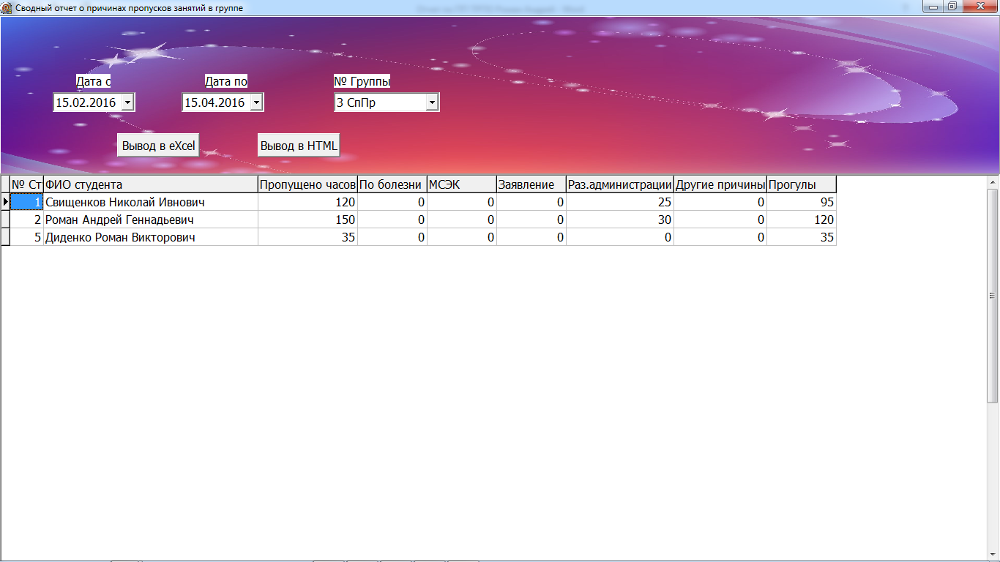 Сводный отчет о причинах пропусков занятий в группе
Дата с Дата по № Группы
15.02.2016 15.04.2016 3 СпПр
Вывод в eXcel Вывод в HTML
№ Ст ФИО студента Пропущено часов По болезни МСЭК Заявление Раз.администрации Другие причины Прогулы
1 Свищенков Николай Ивнович 120 0 0 0 25 0 95
2 Роман Андрей Геннадьевич 150 0 0 0 30 0 120
5 Диденко Роман Викторович 35 0 0 0 0 0 35